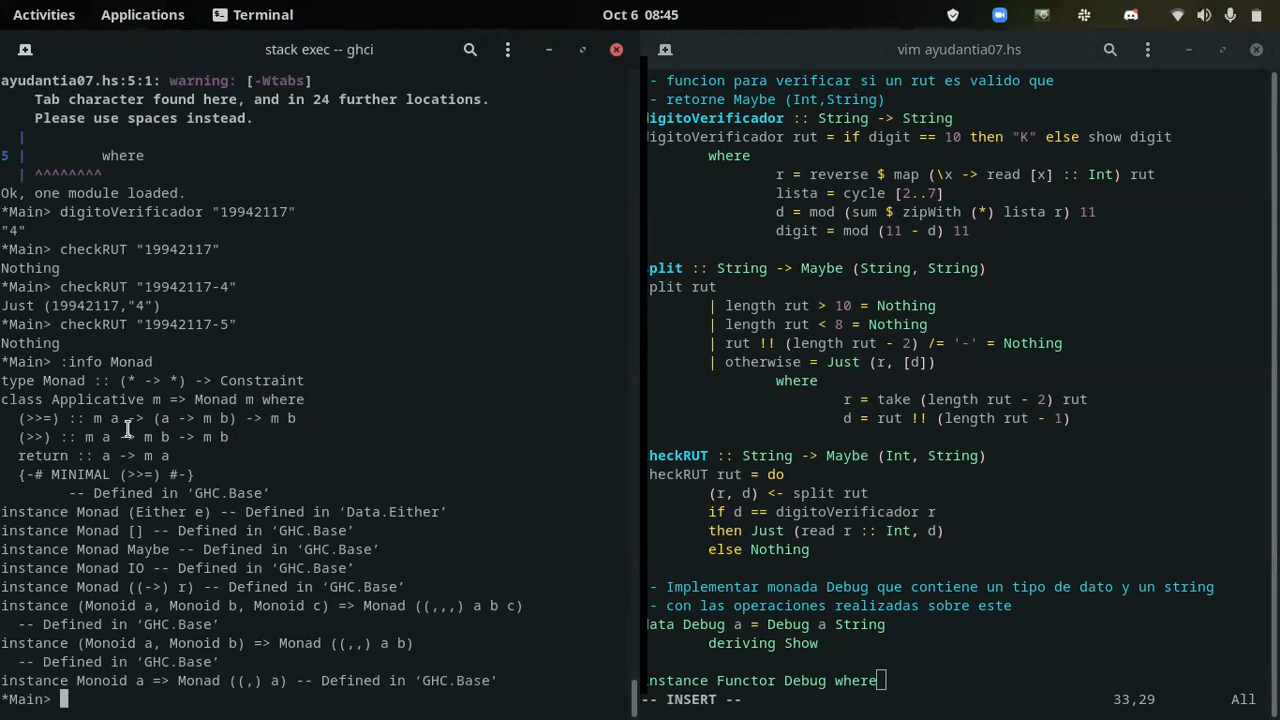 Activities Applications Terminal Oct 6 08:45
stack exec -- ghci
ayudantia07.hs:5:1: warning: [-Wtabs]
Tab character found here, and in 24 further locations.
Please use spaces instead.
|
5 | where
| ^^^^^^^^
Ok, one module loaded.
*Main> digitoVerificador "19942117"
"4"
*Main> checkRUT "19942117"
Nothing
*Main> checkRUT "19942117-4"
Just (19942117,"4")
*Main> checkRUT "19942117-5"
Nothing
*Main> :info Monad
type Monad :: (* -> *) -> Constraint
class Applicative m => Monad m where
(>>=) :: m a -> (a -> m b) -> m b
(>>) :: m a -> m b -> m b
return :: a -> m a
{-# MINIMAL (>>=) #-}
-- Defined in ‘GHC.Base’
instance Monad (Either e) -- Defined in ‘Data.Either’
instance Monad [] -- Defined in ‘GHC.Base’
instance Monad Maybe -- Defined in ‘GHC.Base’
instance Monad IO -- Defined in ‘GHC.Base’
instance Monad ((->) r) -- Defined in ‘GHC.Base’
instance (Monoid a, Monoid b, Monoid c) => Monad ((,,,) a b c)
-- Defined in ‘GHC.Base’
instance (Monoid a, Monoid b) => Monad ((,,) a b)
-- Defined in ‘GHC.Base’
instance Monoid a => Monad ((,) a) -- Defined in ‘GHC.Base’
*Main>
vim ayudantia07.hs
- funcion para verificar si un rut es valido que
- retorne Maybe (Int,String)
digitoVerificador :: String -> String
digitoVerificador rut = if digit == 10 then "K" else show digit
where
r = reverse $ map (\x -> read [x] :: Int) rut
lista = cycle [2..7]
d = mod (sum $ zipWith (*) lista r) 11
digit = mod (11 - d) 11
split :: String -> Maybe (String, String)
split rut
| length rut > 10 = Nothing
| length rut < 8 = Nothing
| rut !! (length rut - 2) /= '-' = Nothing
| otherwise = Just (r, [d])
where
r = take (length rut - 2) rut
d = rut !! (length rut - 1)
checkRUT :: String -> Maybe (Int, String)
checkRUT rut = do
(r, d) <- split rut
if d == digitoVerificador r
then Just (read r :: Int, d)
else Nothing
- Implementar monada Debug que contiene un tipo de dato y un string
- con las operaciones realizadas sobre este
data Debug a = Debug a String
deriving Show
instance Functor Debug where
-- INSERT -- 33,29 All